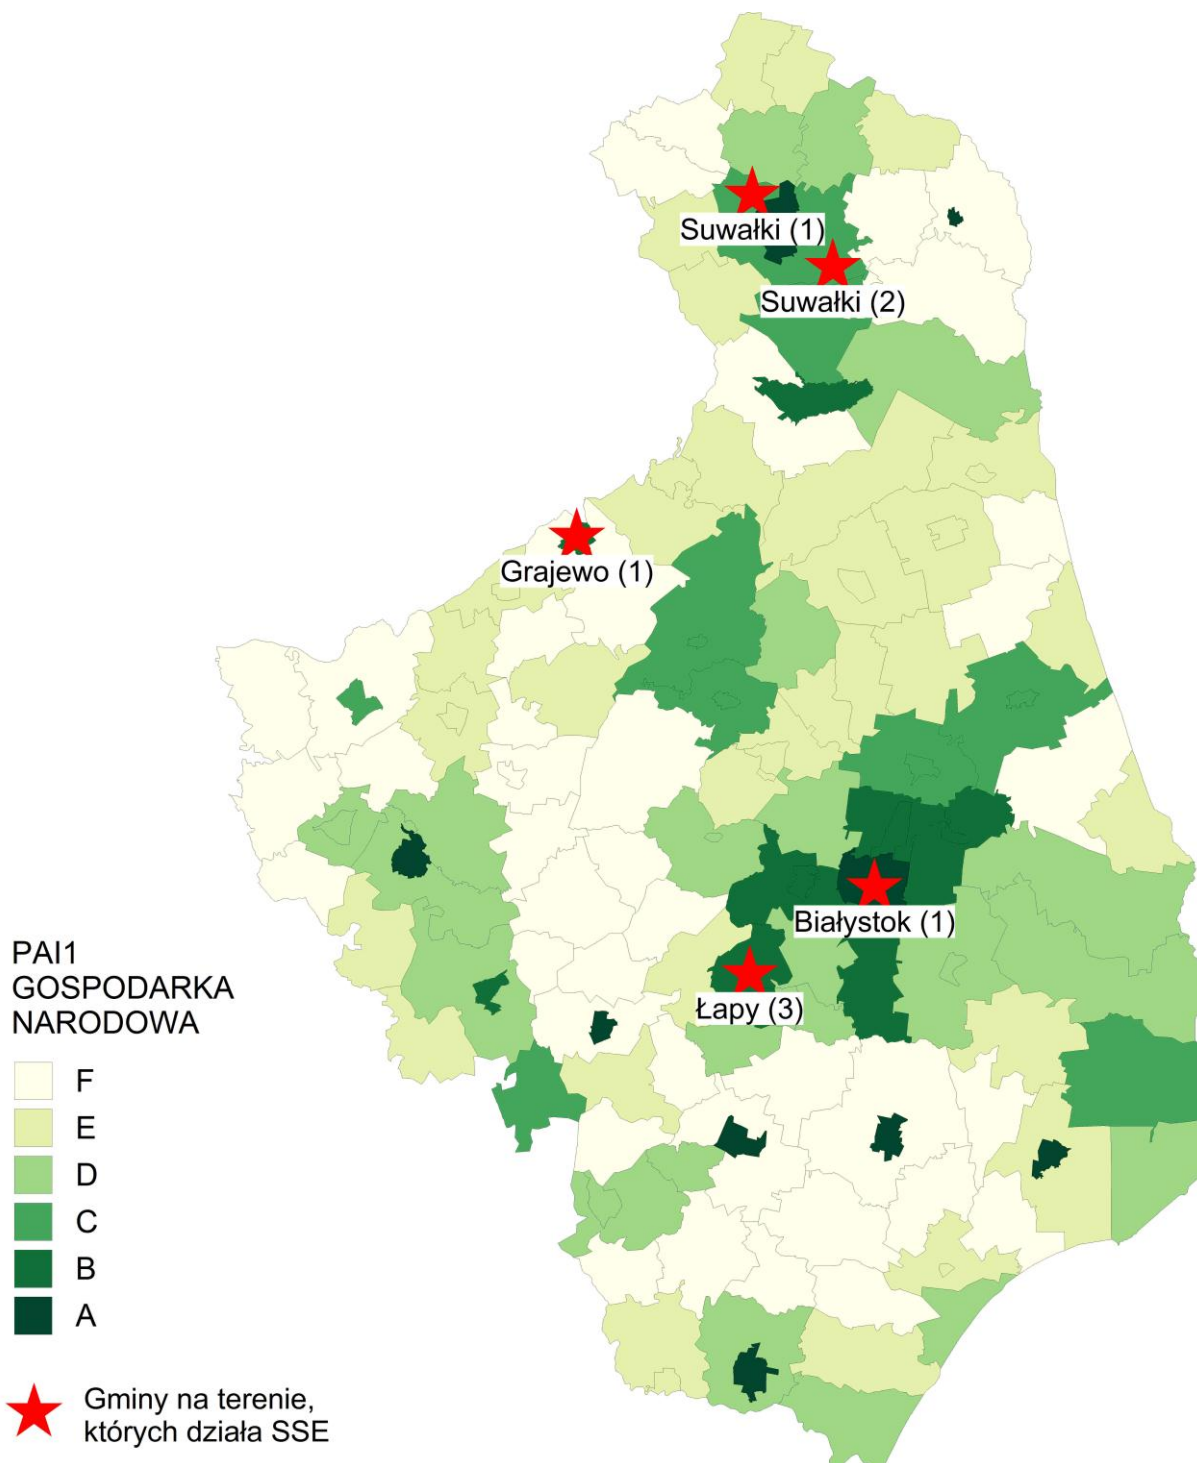 Suwałki (1)
Suwałki (2)
Grajewo (1)
Białystok (1)
Łapy (3)
PAI1
GOSPODARKA
NARODOWA
F
E
D
C
B
A
Gminy na terenie,
których działa SSE